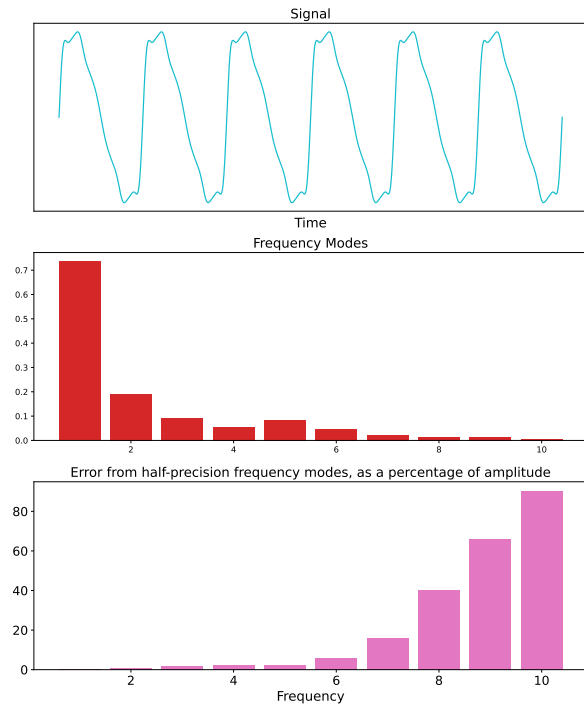 Signal
Time
Frequency Modes
0.7
0.6
0.5
0.4
0.3
0.2
0.1
0.0
2 4 6 8 10
Error from half-precision frequency modes, as a percentage of amplitude
80
60
40
20
0
2 4 6 8 10
Frequency